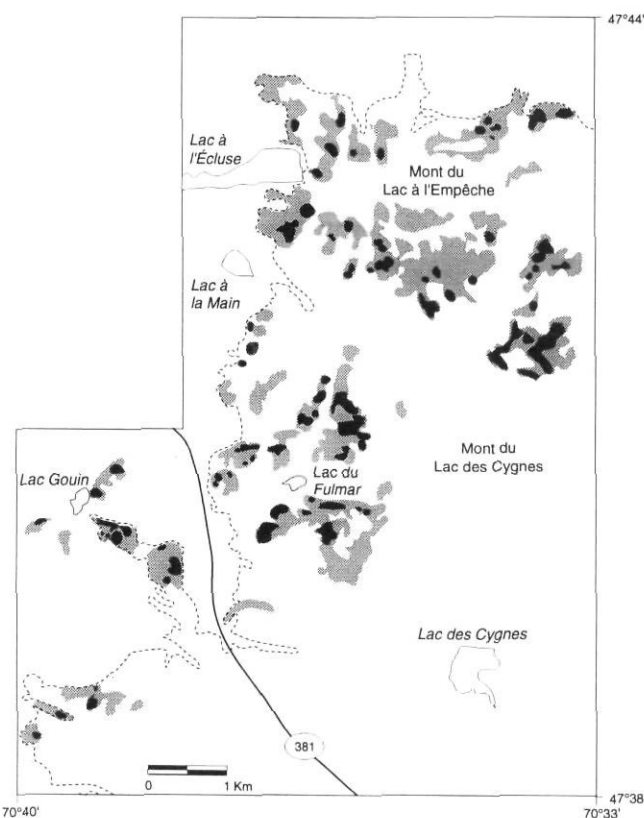 47°44'
Lac à
l'Écluse
Mont du
Lac à l'Empêche
Lac à
la Main
Mont du
Lac des Cygnes
Lac Gouin
Lac du
Fulmar
Lac des Cygnes
381
0 1 Km
47°38'
70°40' 70°33'